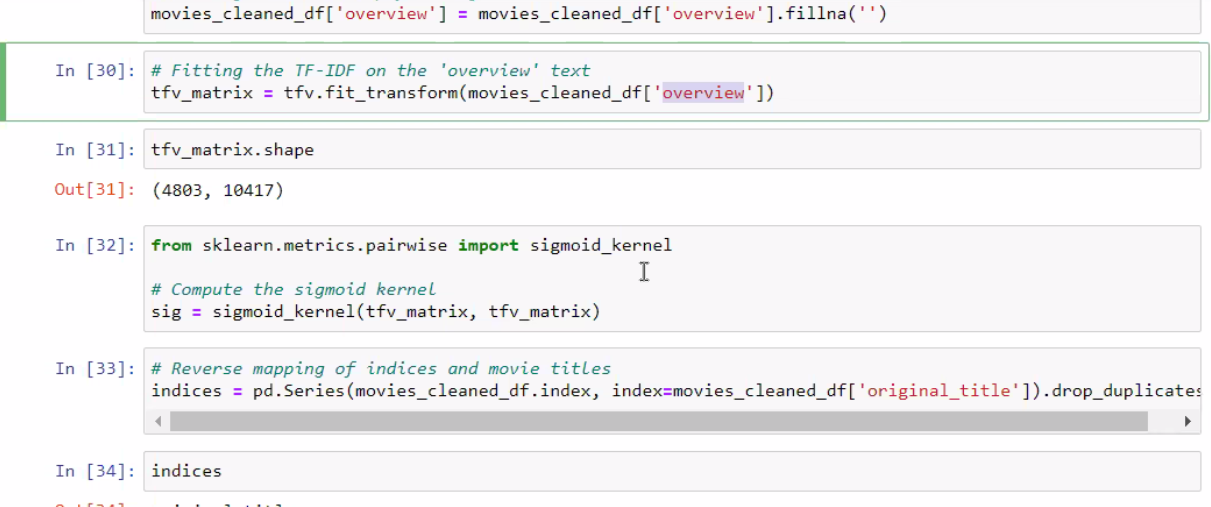 movies_cleaned_df['overview'] = movies_cleaned_df['overview'].fillna('')
In [30]: # Fitting the TF-IDF on the 'overview' text
tfv_matrix = tfv.fit_transform(movies_cleaned_df['overview'])
In [31]: tfv_matrix.shape
Out[31]: (4803, 10417)
In [32]: from sklearn.metrics.pairwise import sigmoid_kernel
# Compute the sigmoid kernel
sig = sigmoid_kernel(tfv_matrix, tfv_matrix)
In [33]: # Reverse mapping of indices and movie titles
indices = pd.Series(movies_cleaned_df.index, index=movies_cleaned_df['original_title']).drop_duplicates
In [34]: indices